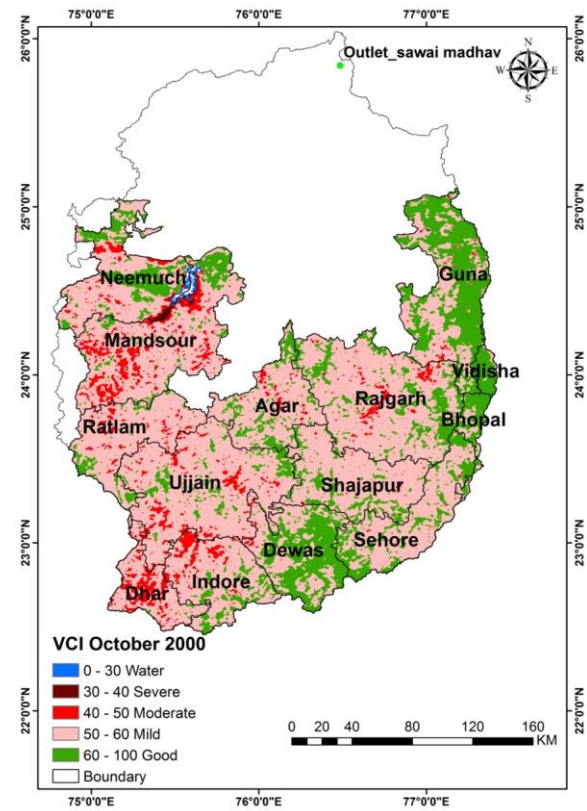 75°0'0"E 76°0'0"E 77°0'0"E
26°0'0"N 26°0'0"N
Outlet_sawai madhav
N
W E
S
25°0'0"N 25°0'0"N
Neemuch Guna
Mandsour
24°0'0"N Vidisha 24°0'0"N
Agar Rajgarh
Ratlam Bhopal
Ujjain Shajapur
23°0'0"N Dewas Sehore 23°0'0"N
Dhar Indore
VCI October 2000
0 - 30 Water
30 - 40 Severe
22°0'0"N 22°0'0"N
40 - 50 Moderate
0 20 40 80 120 160
50 - 60 Mild
KM
60 - 100 Good
Boundary
75°0'0"E 76°0'0"E 77°0'0"E